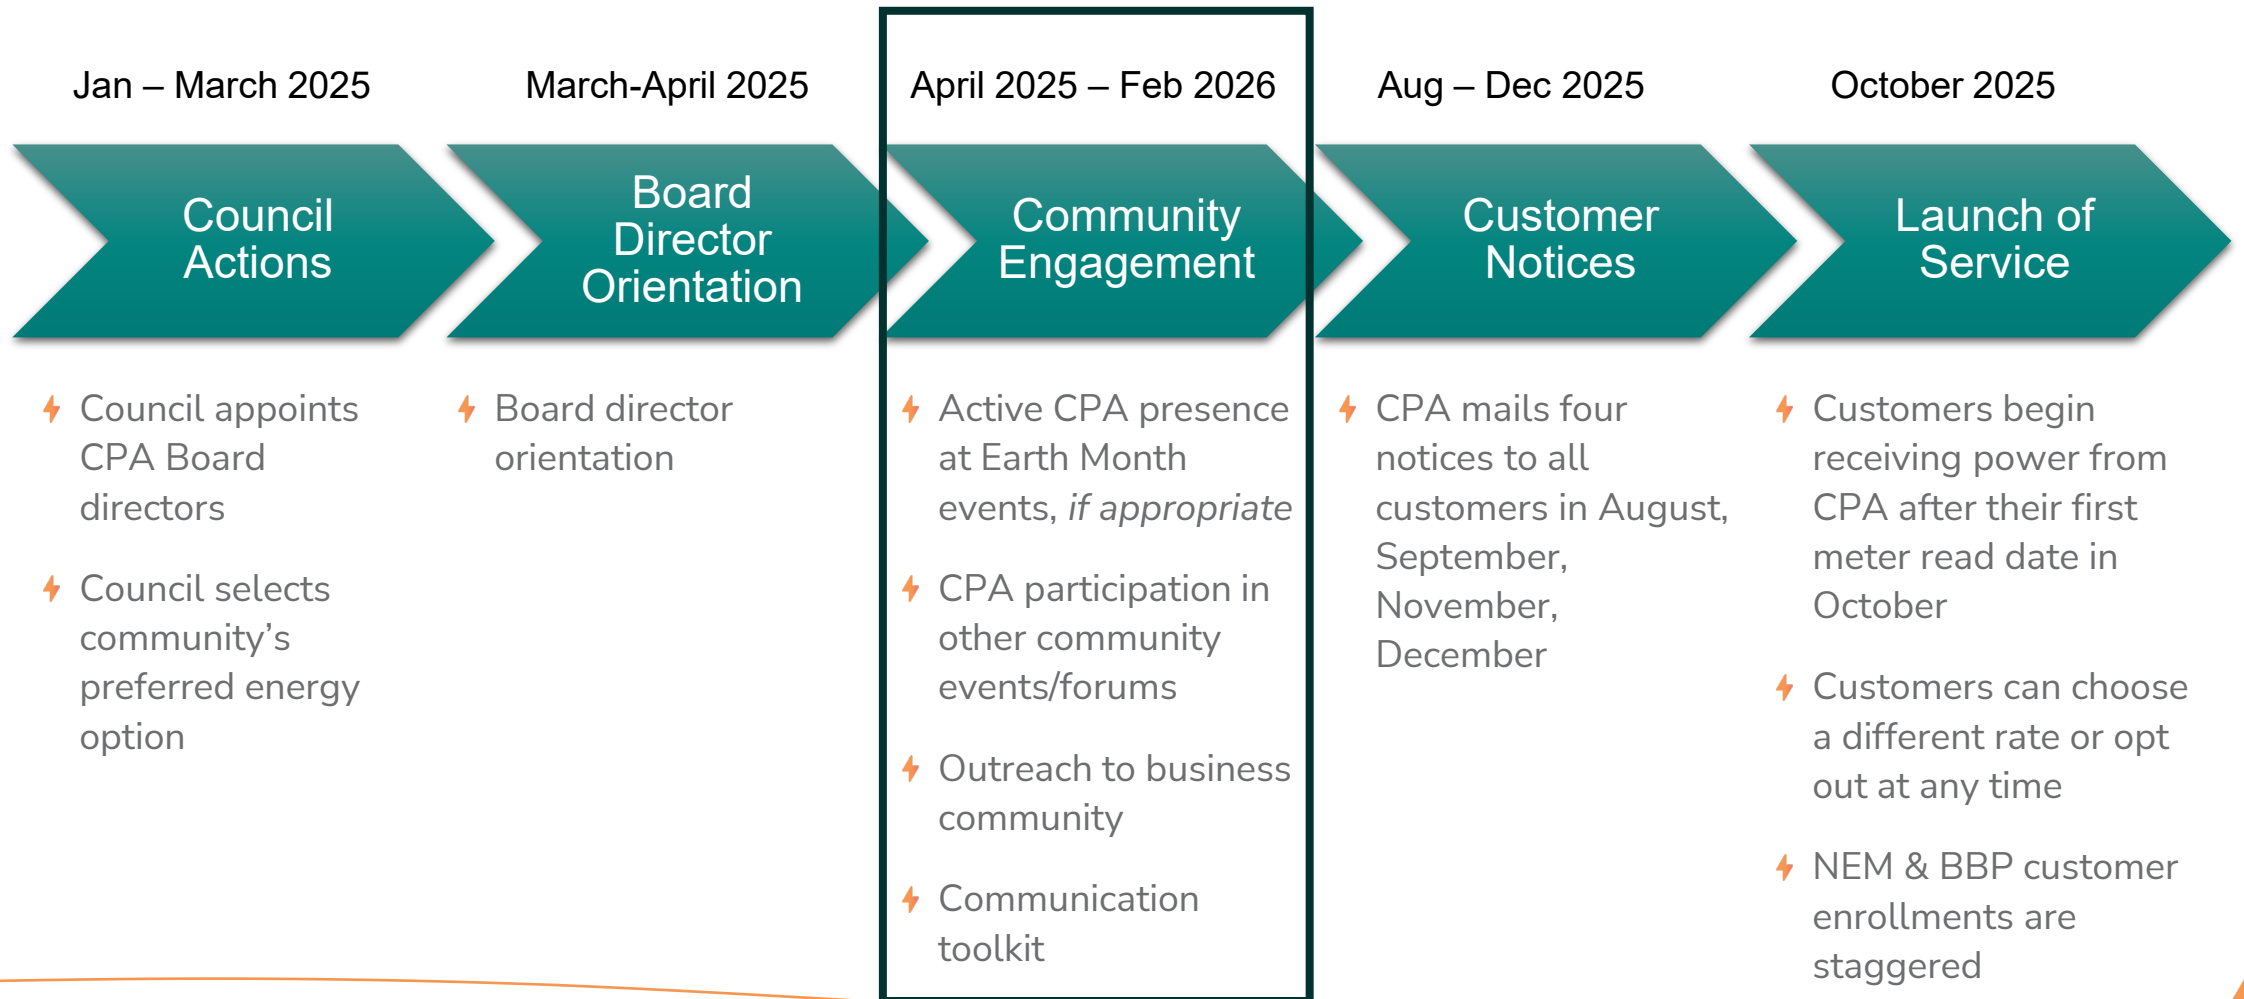 Jan – March 2025
Council
Actions
Council appoints
CPA Board
directors
Council selects
community’s
preferred energy
option
March-April 2025
Board
Director
Orientation
Board director
orientation
April 2025 – Feb 2026
Community
Engagement
Active CPA presence
at Earth Month
events, if appropriate
CPA participation in
other community
events/forums
Outreach to business
community
Communication
toolkit
Aug – Dec 2025
Customer
Notices
CPA mails four
notices to all
customers in August,
September,
November,
December
October 2025
Launch of
Service
Customers begin
receiving power from
CPA after their first
meter read date in
October
Customers can choose
a different rate or opt
out at any time
NEM & BBP customer
enrollments are
staggered